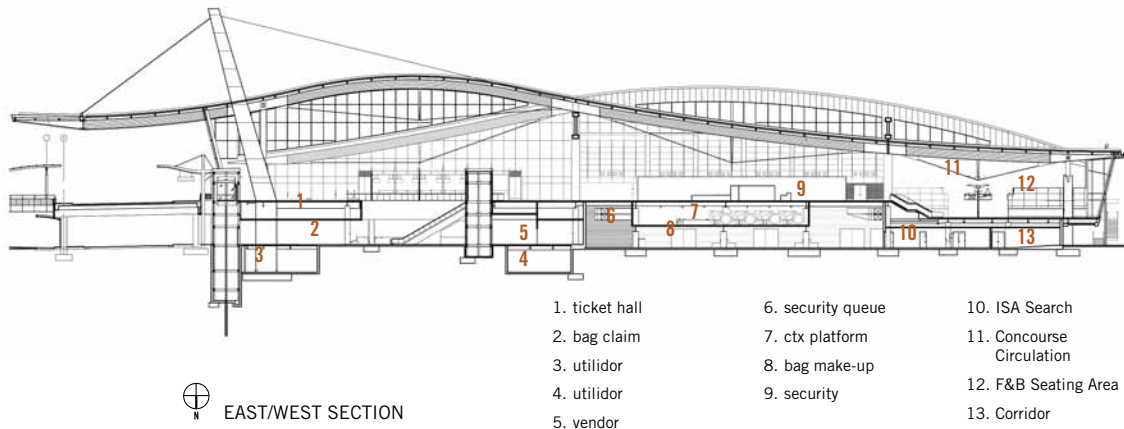 11
12
1
9
7
6
2
5
8
10
13
3
4
1. ticket hall
2. bag claim
3. utilidor
4. utilidor
5. vendor
6. security queue
7. ctx platform
8. bag make-up
9. security
10. ISA Search
11. Concourse
Circulation
12. F&B Seating Area
13. Corridor
N
EAST/WEST SECTION